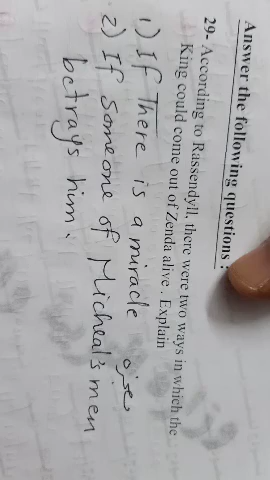 Answer the following questions :
29- According to Rassendyll, there were two ways in which the
King could come out of Zenda alive . Explain
1) If There is a miracle معجزة
2) If Someone of Micheal's men
betrays him.